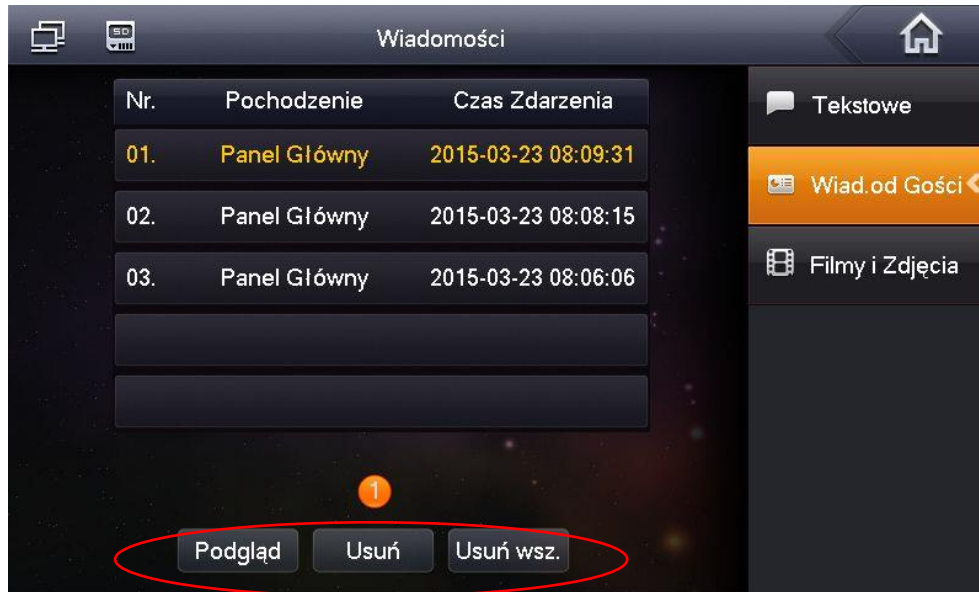 SD
Wiadomości
Nr. Pochodzenie Czas Zdarzenia
01. Panel Główny 2015-03-23 08:09:31
02. Panel Główny 2015-03-23 08:08:15
03. Panel Główny 2015-03-23 08:06:06
1
Podgląd Usuń Usuń wsz.
Tekstowe
Wiad.od Gości
Filmy i Zdjęcia